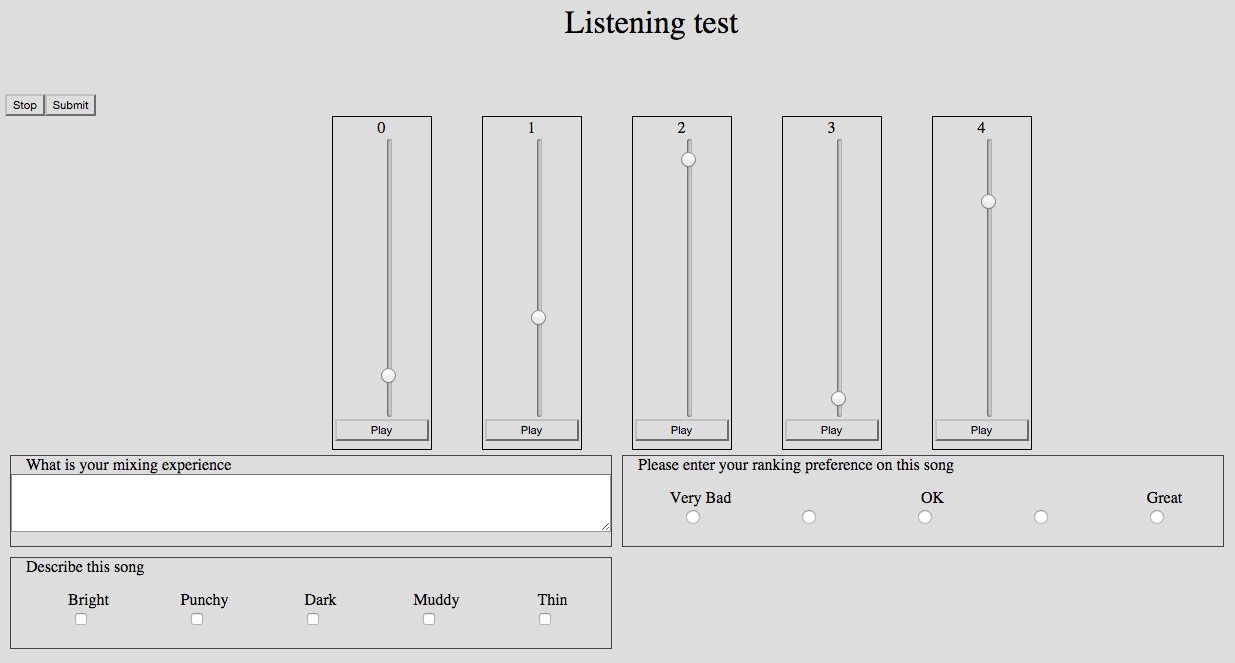 Listening test
Stop Submit
0 1 2 3 4
Play Play Play Play Play
What is your mixing experience
Please enter your ranking preference on this song
Very Bad OK Great
Describe this song
Bright Punchy Dark Muddy Thin